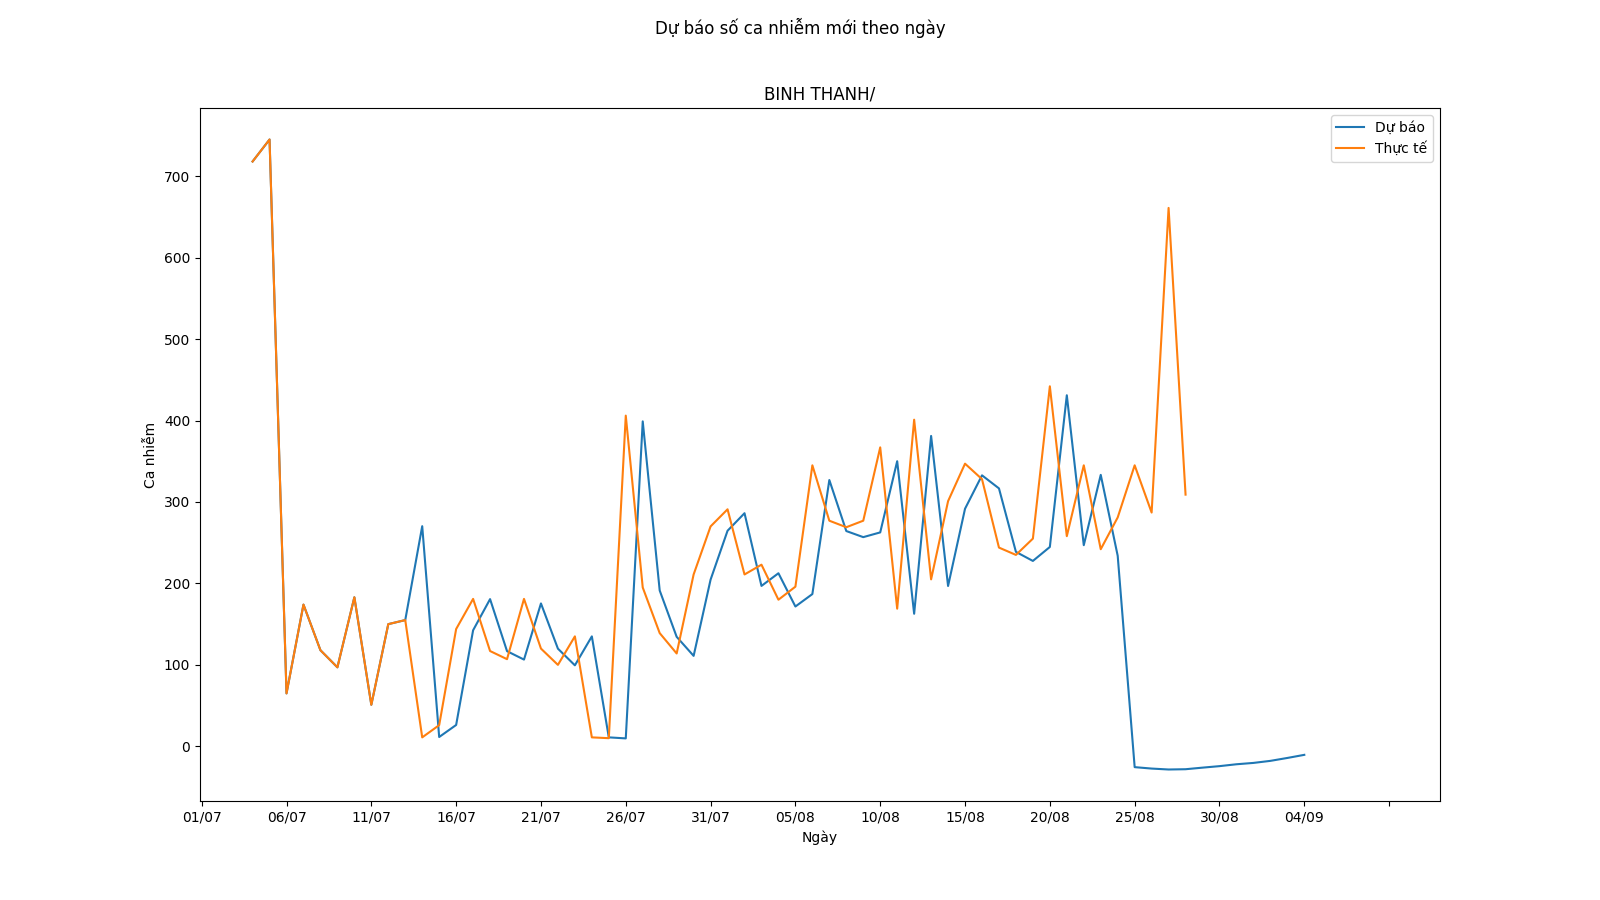 Dự báo số ca nhiễm mới theo ngày
BINH THANH/
Dự báo
Thực tế
700
600
500
400
300
200
100
0
Ca nhiễm
01/07 06/07 11/07 16/07 21/07 26/07 31/07 05/08 10/08 15/08 20/08 25/08 30/08 04/09
Ngày